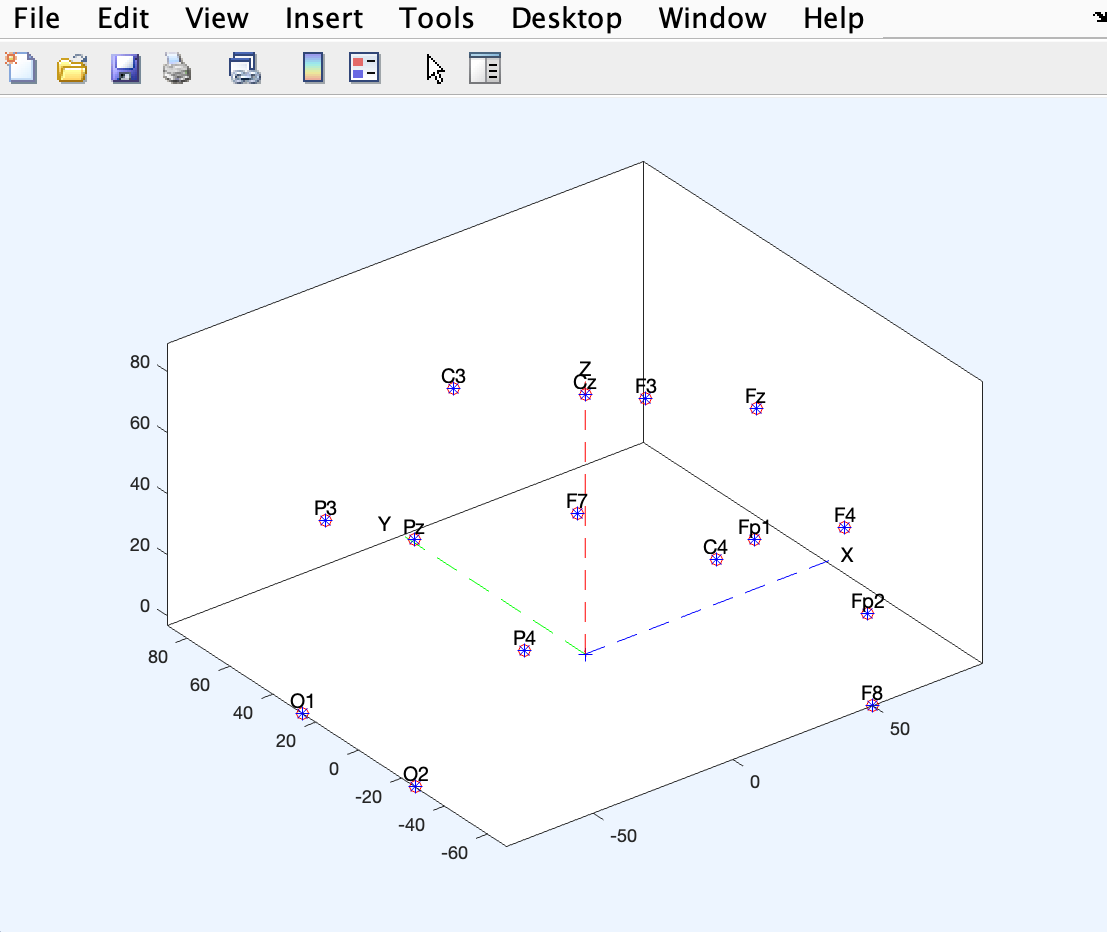 File Edit View Insert Tools Desktop Window Help
Z
C3 Cz F3 Fz
P3 Y Pz F7 C4 Fp1 F4
X
Fp2
P4
O1 F8
O2
80
60
40
20
0
80
60
40
20
0
-20
-40
-60
-50
0
50